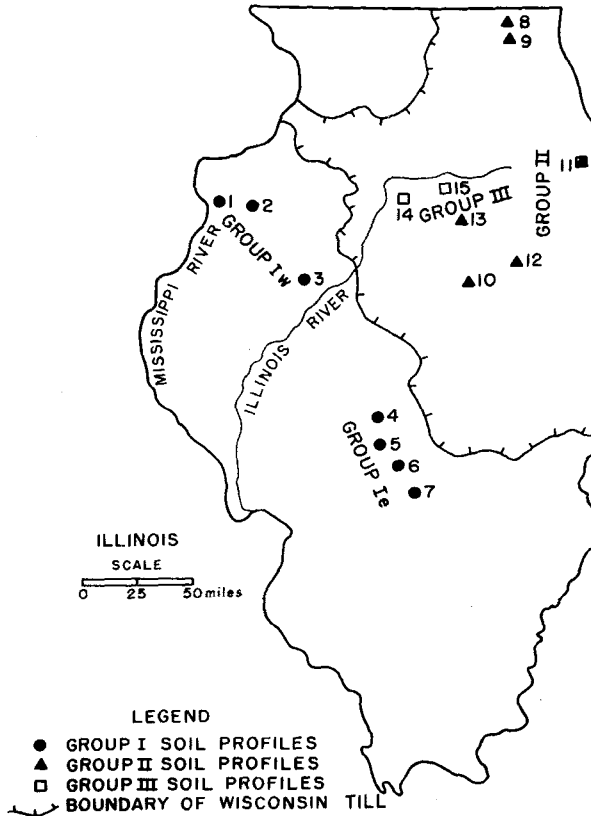 8
9
GROUP II
11
1
2
15
14
GROUP III
13
GROUP Iw
MISSISSIPPI RIVER
3
12
10
ILLINOIS RIVER
4
5
GROUP Ie
6
7
ILLINOIS
SCALE
0 25 50 miles
LEGEND
GROUP I SOIL PROFILES
GROUP II SOIL PROFILES
GROUP III SOIL PROFILES
BOUNDARY OF WISCONSIN TILL